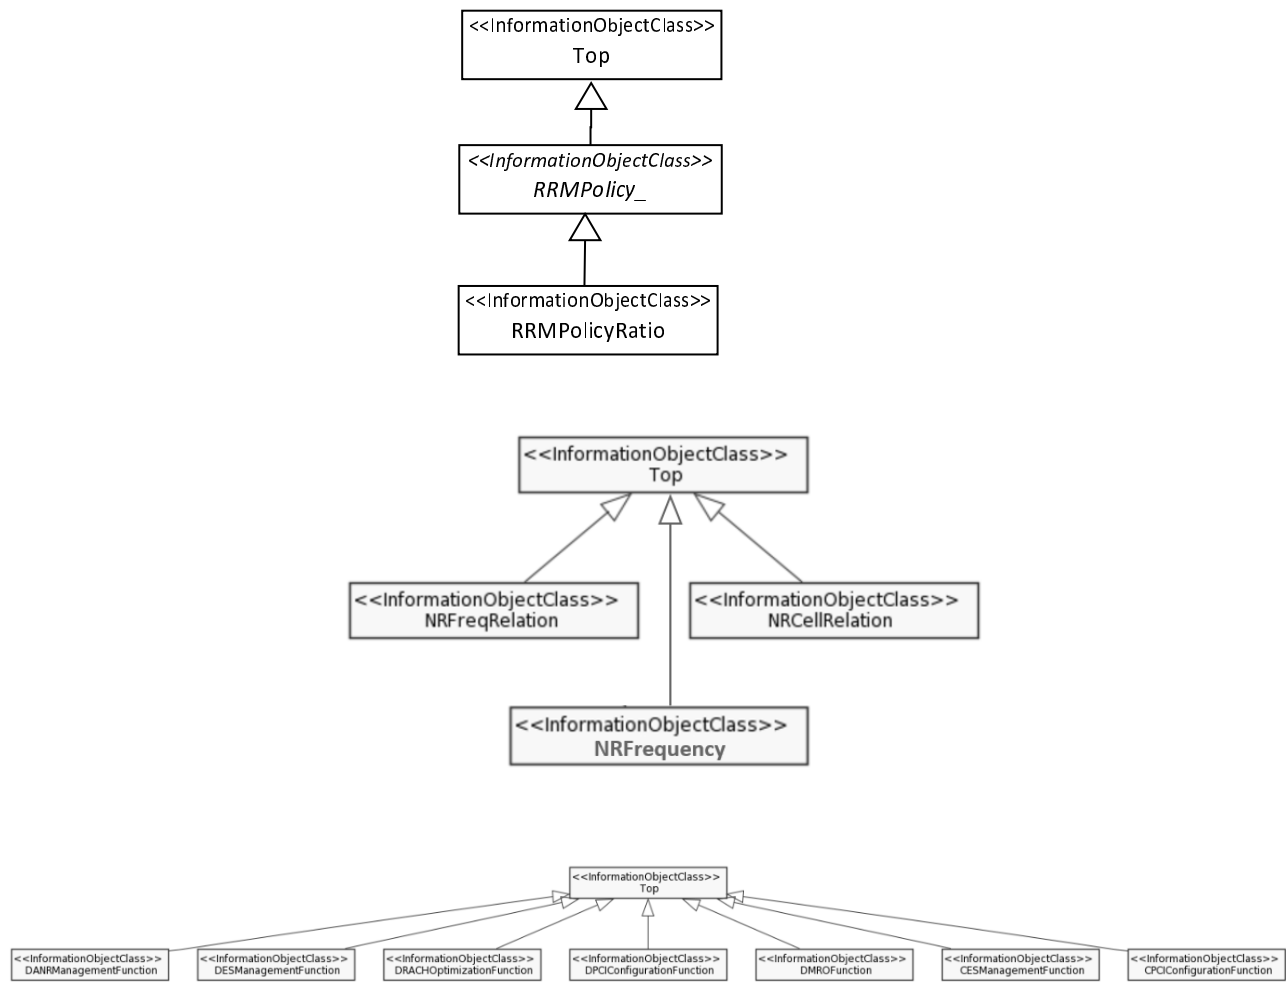 <<InformationObjectClass>>
Top
<<InformationObjectClass>>
RRMPolicy_
<<InformationObjectClass>>
RRMPolicyRatio
<<InformationObjectClass>>
Top
<<InformationObjectClass>>
NRFreqRelation
<<InformationObjectClass>>
NRCellRelation
<<InformationObjectClass>>
NRFrequency
<<InformationObjectClass>>
Top
<<InformationObjectClass>>
DANRManagementFunction
<<InformationObjectClass>>
DESManagementFunction
<<InformationObjectClass>>
DRACHOptimizationFunction
<<InformationObjectClass>>
DPCIConfigurationFunction
<<InformationObjectClass>>
DMROFunction
<<InformationObjectClass>>
CESManagementFunction
<<InformationObjectClass>>
CPCIConfigurationFunction